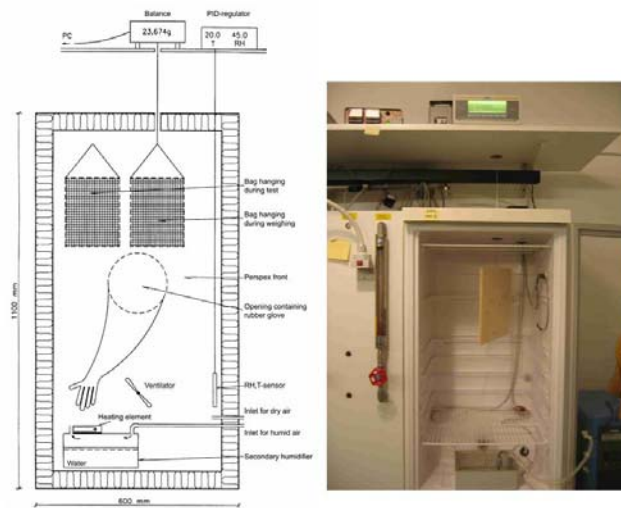 Balance
PID-regulator
PC
23,674g
20.0
45.0
T
RH
Bag hanging
during test
Bag hanging
during weighing
Perspex front
Opening containing
rubber glove
1100 mm
Ventilator
RH,T-sensor
Heating element
Inlet for dry air
Inlet for humid air
Water
Secondary humidifier
600 mm